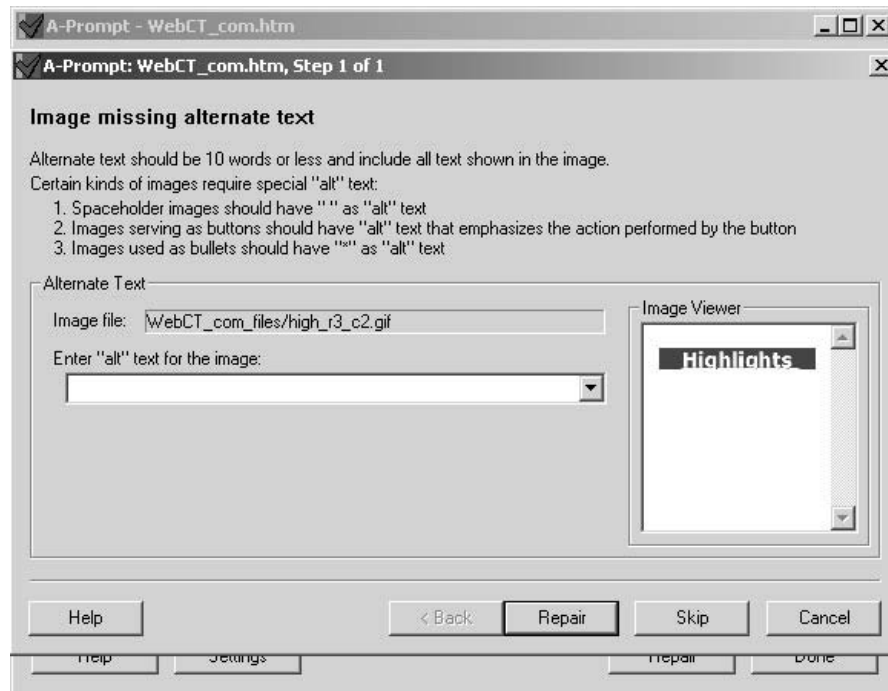 A-Prompt - WebCT_com.htm
A-Prompt: WebCT_com.htm, Step 1 of 1
Image missing alternate text
Alternate text should be 10 words or less and include all text shown in the image.
Certain kinds of images require special "alt" text:
1. Spaceholder images should have " " as "alt" text
2. Images serving as buttons should have "alt" text that emphasizes the action performed by the button
3. Images used as bullets should have "*" as "alt" text
Alternate Text
Image file: WebCT_com_files/high_r3_c2.gif
Enter "alt" text for the image:
Image Viewer
Highlights
Help < Back Repair Skip Cancel
Help Settings Repair Done